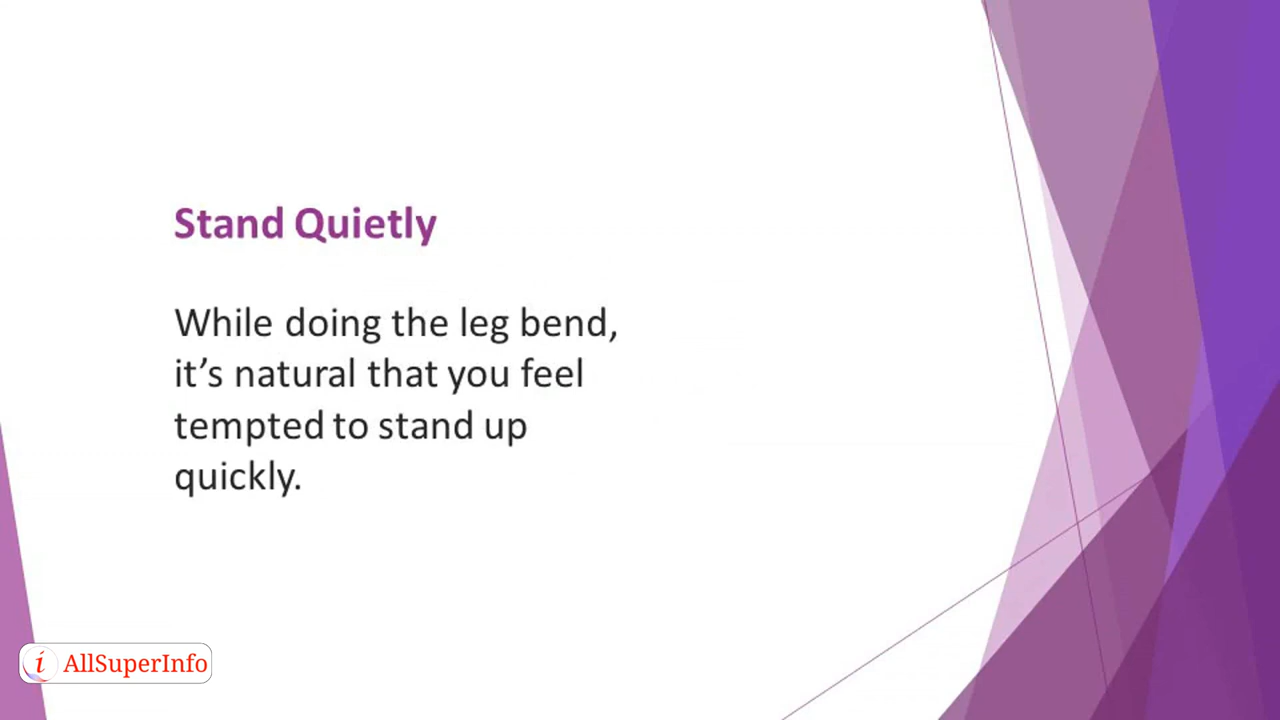 Stand Quietly
While doing the leg bend,
it’s natural that you feel
tempted to stand up
quickly.
i AllSuperInfo